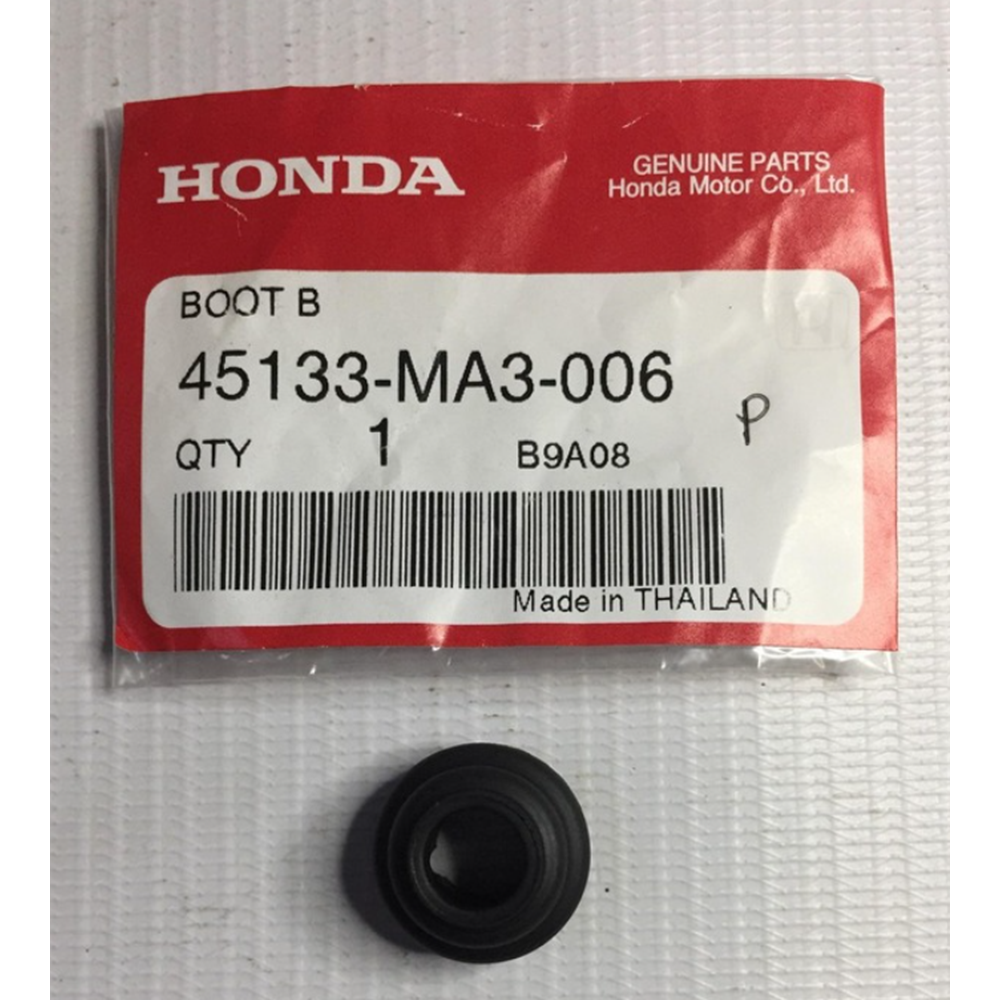 HONDA
GENUINE PARTS
Honda Motor Co., Ltd.
BOOT B
45133-MA3-006
P
QTY 1 B9A08
Made in THAILAND